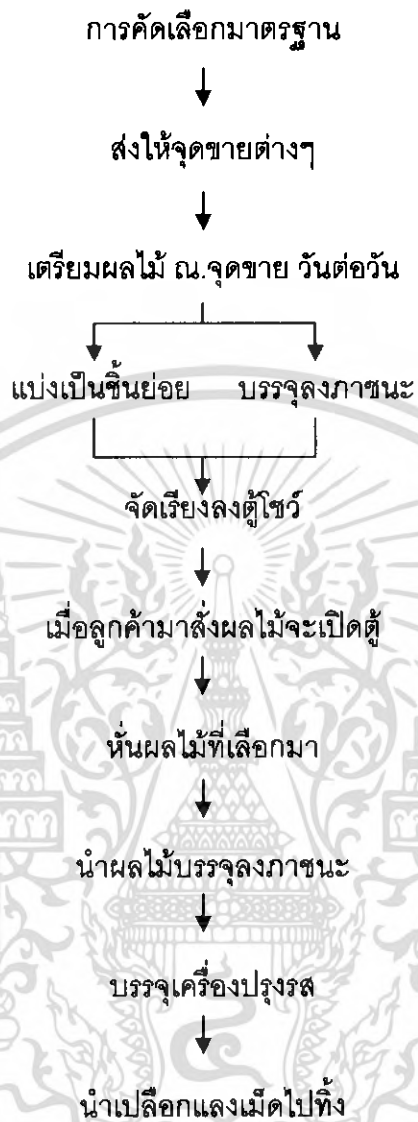 การคัดเลือกมาตรฐาน
ส่งให้จุดขายต่างๆ
เตรียมผลไม้ ณ.จุดขาย วันต่อวัน
แบ่งเป็นชิ้นย่อย บรรจุลงภาชนะ
จัดเรียงลงตู้โชว์
เมื่อลูกค้ามาสั่งผลไม้จะเปิดตู้
หั่นผลไม้ที่เลือกมา
นำผลไม้บรรจุลงภาชนะ
บรรจุเครื่องปรุงรส
นำเปลือกแลงเม็ดไปทิ้ง